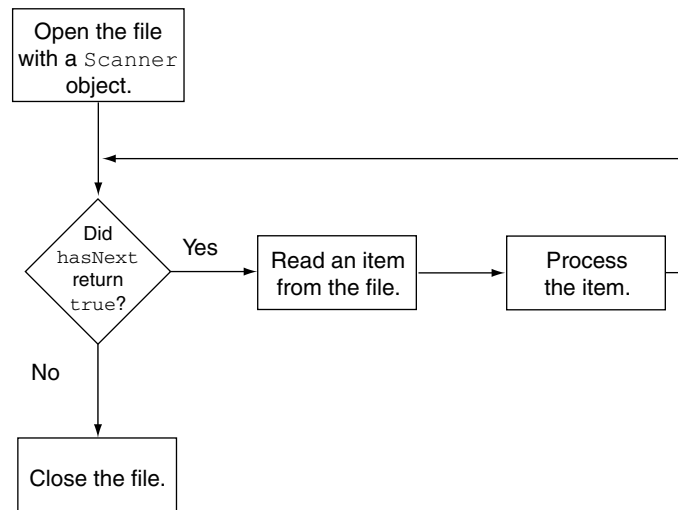 Open the file
with a Scanner
object.
Did
hasNext
return
true?
Yes
Read an item
from the file.
Process
the item.
No
Close the file.